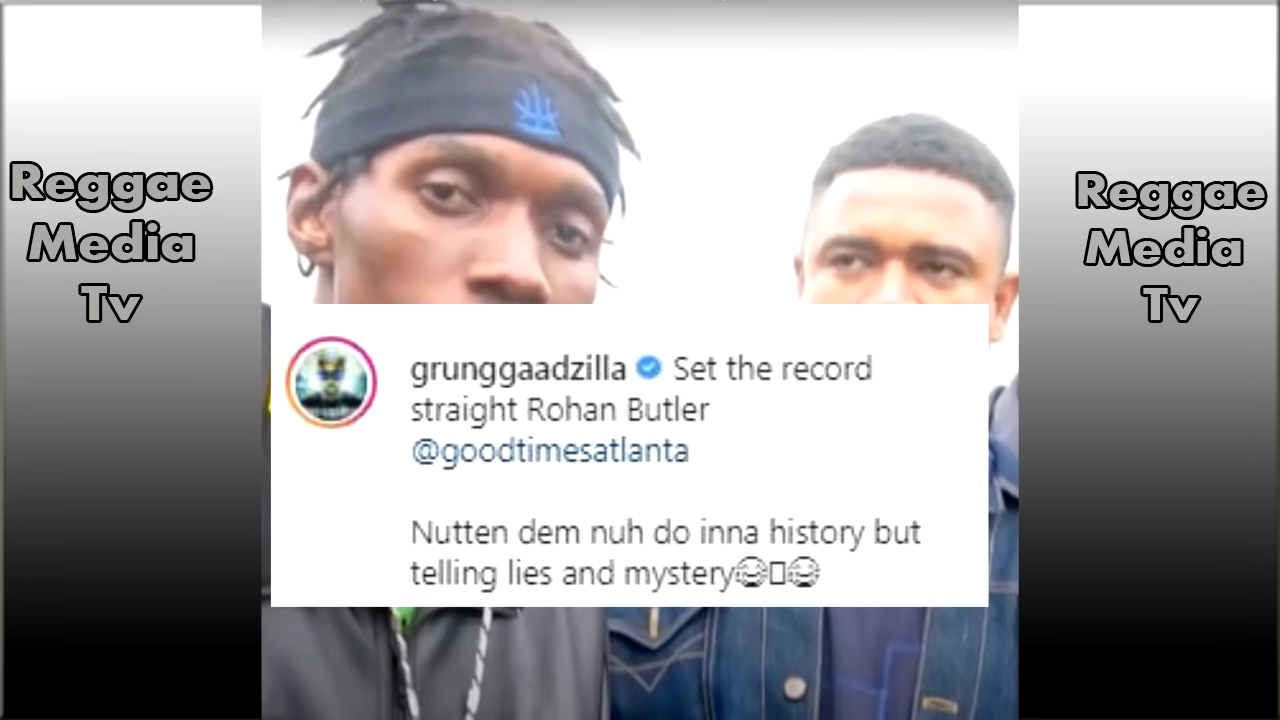 Reggae
Media
Tv
grunggaadzilla Set the record
straight Rohan Butler
@goodtimesatlanta
Nutten dem nuh do inna history but
telling lies and mystery😂▯😂
Reggae
Media
Tv